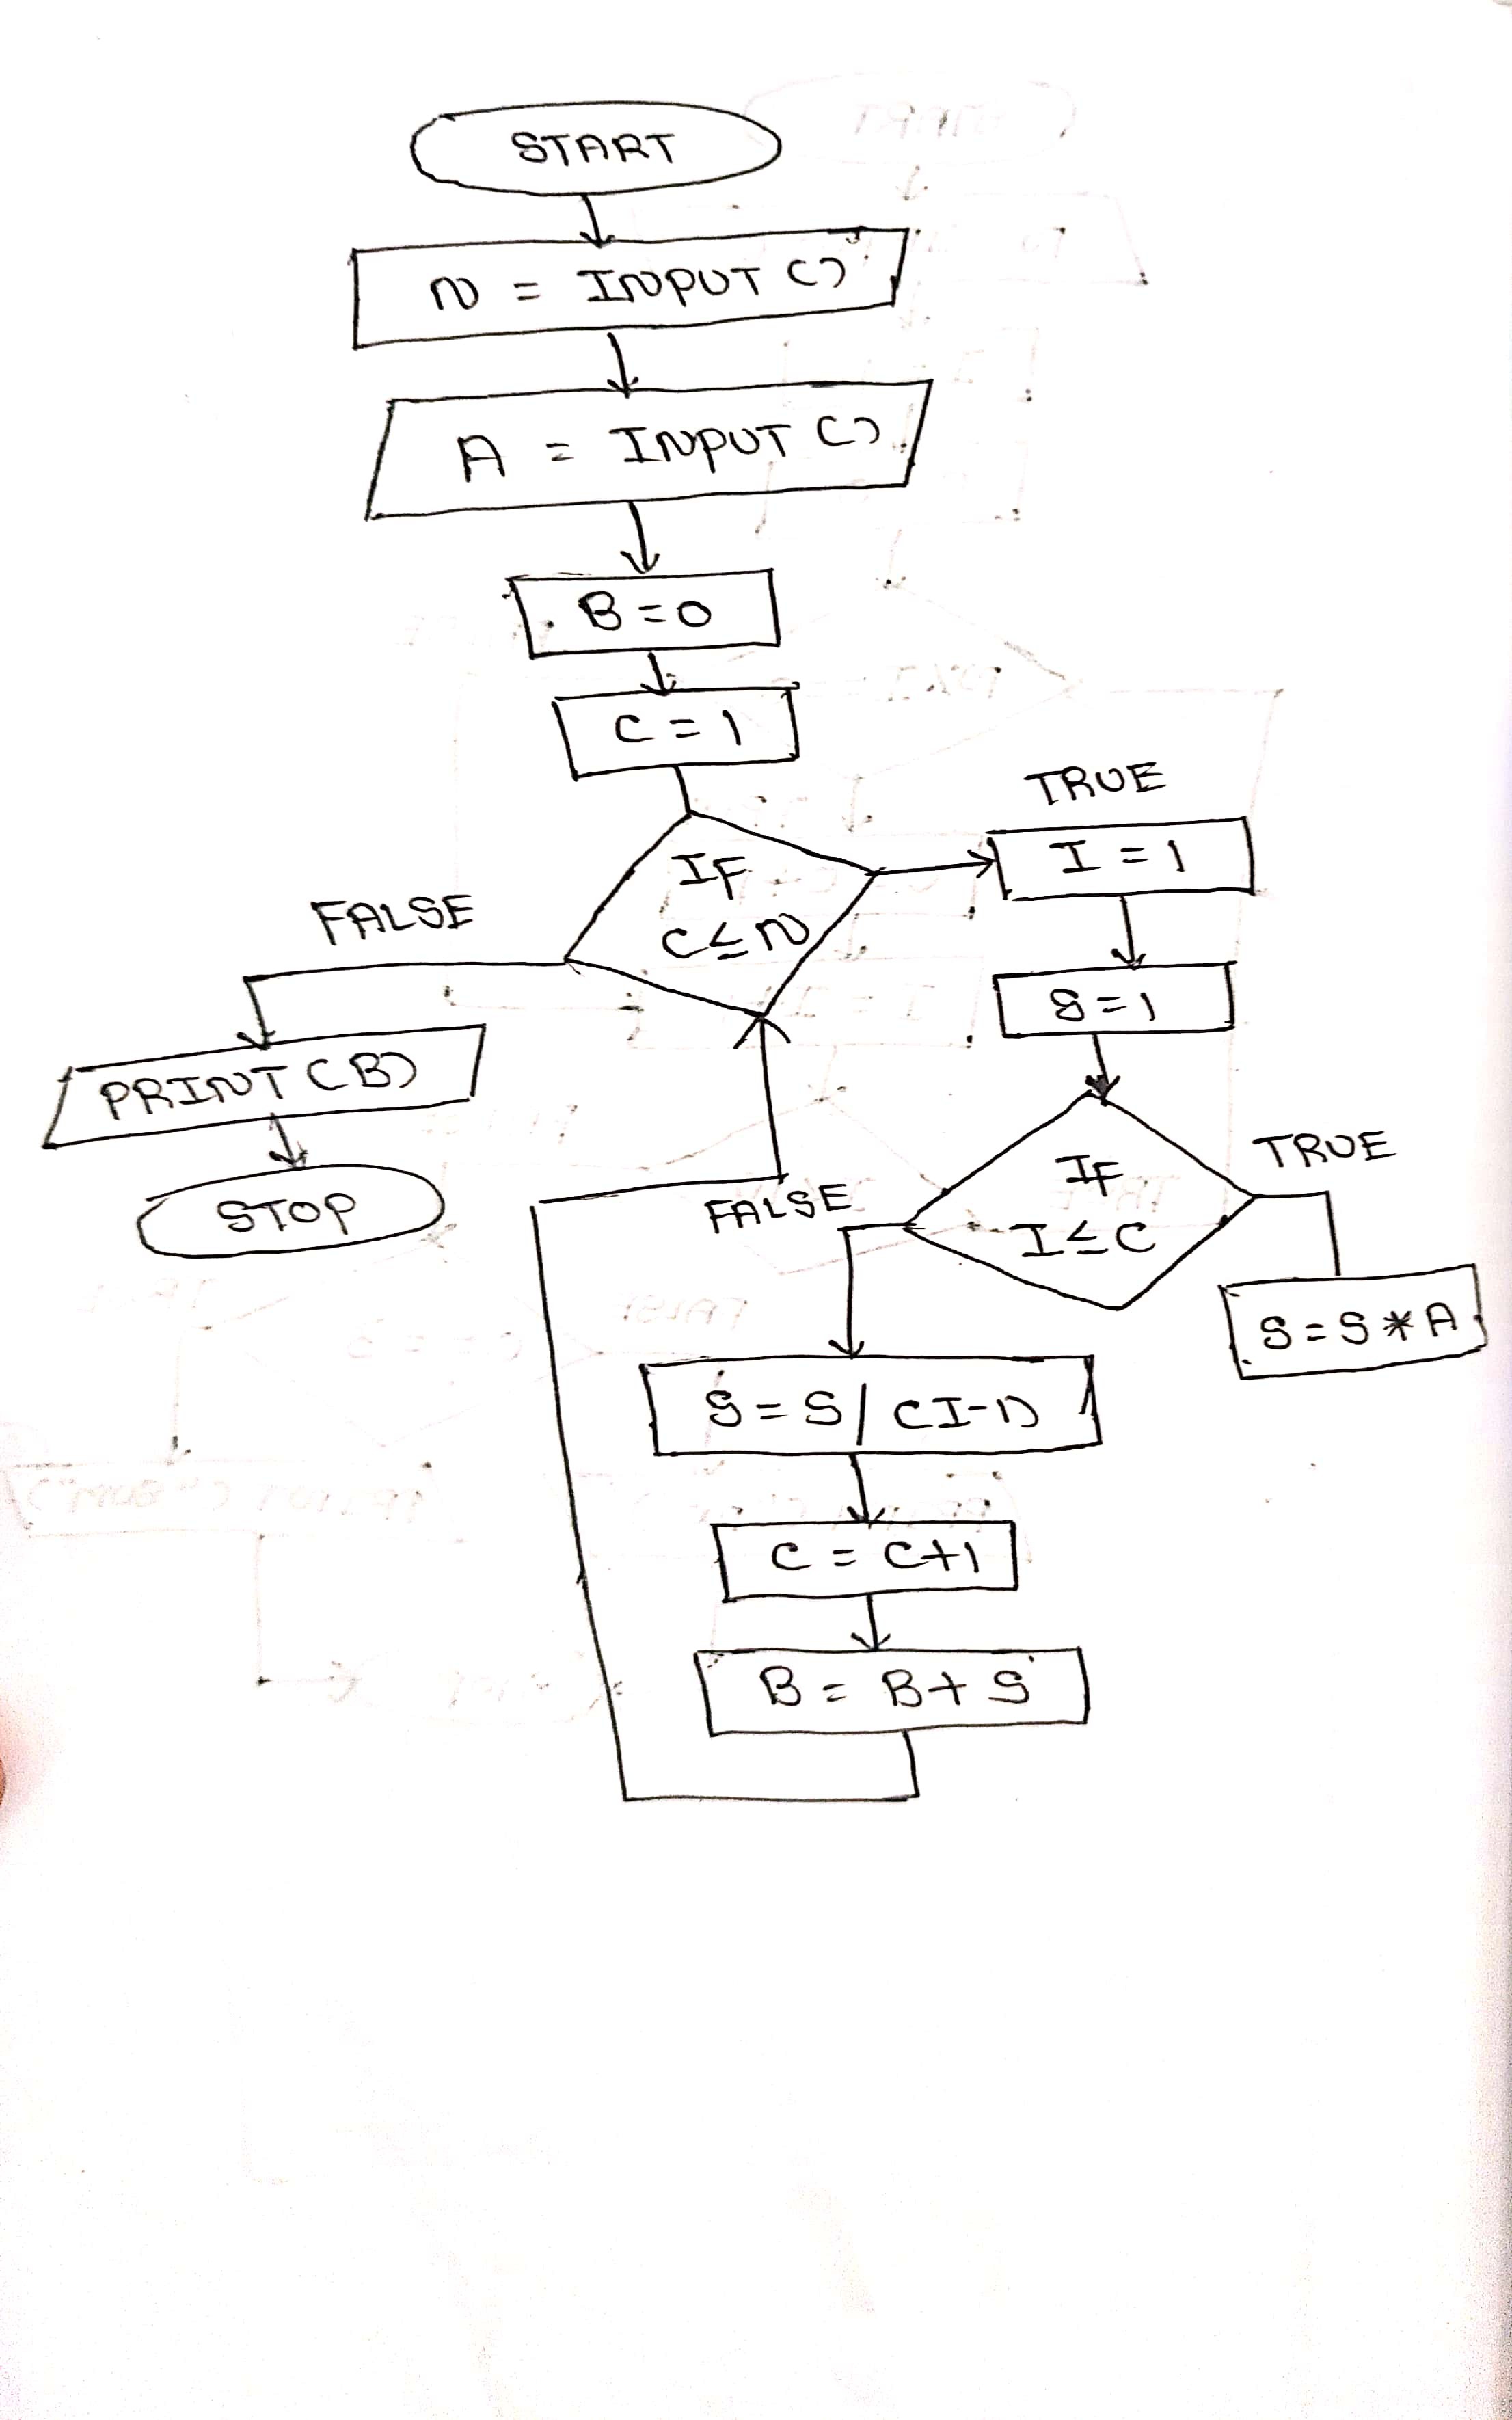 START
N = INPUT ()
A = INPUT ()
B=0
C=1
TRUE
IF
C≤N
I=1
FALSE
S=1
PRINT(B)
STOP
IF
I≤C
TRUE
FALSE
S=S*A
S=S/(I-1)
C=C+1
B=B+S